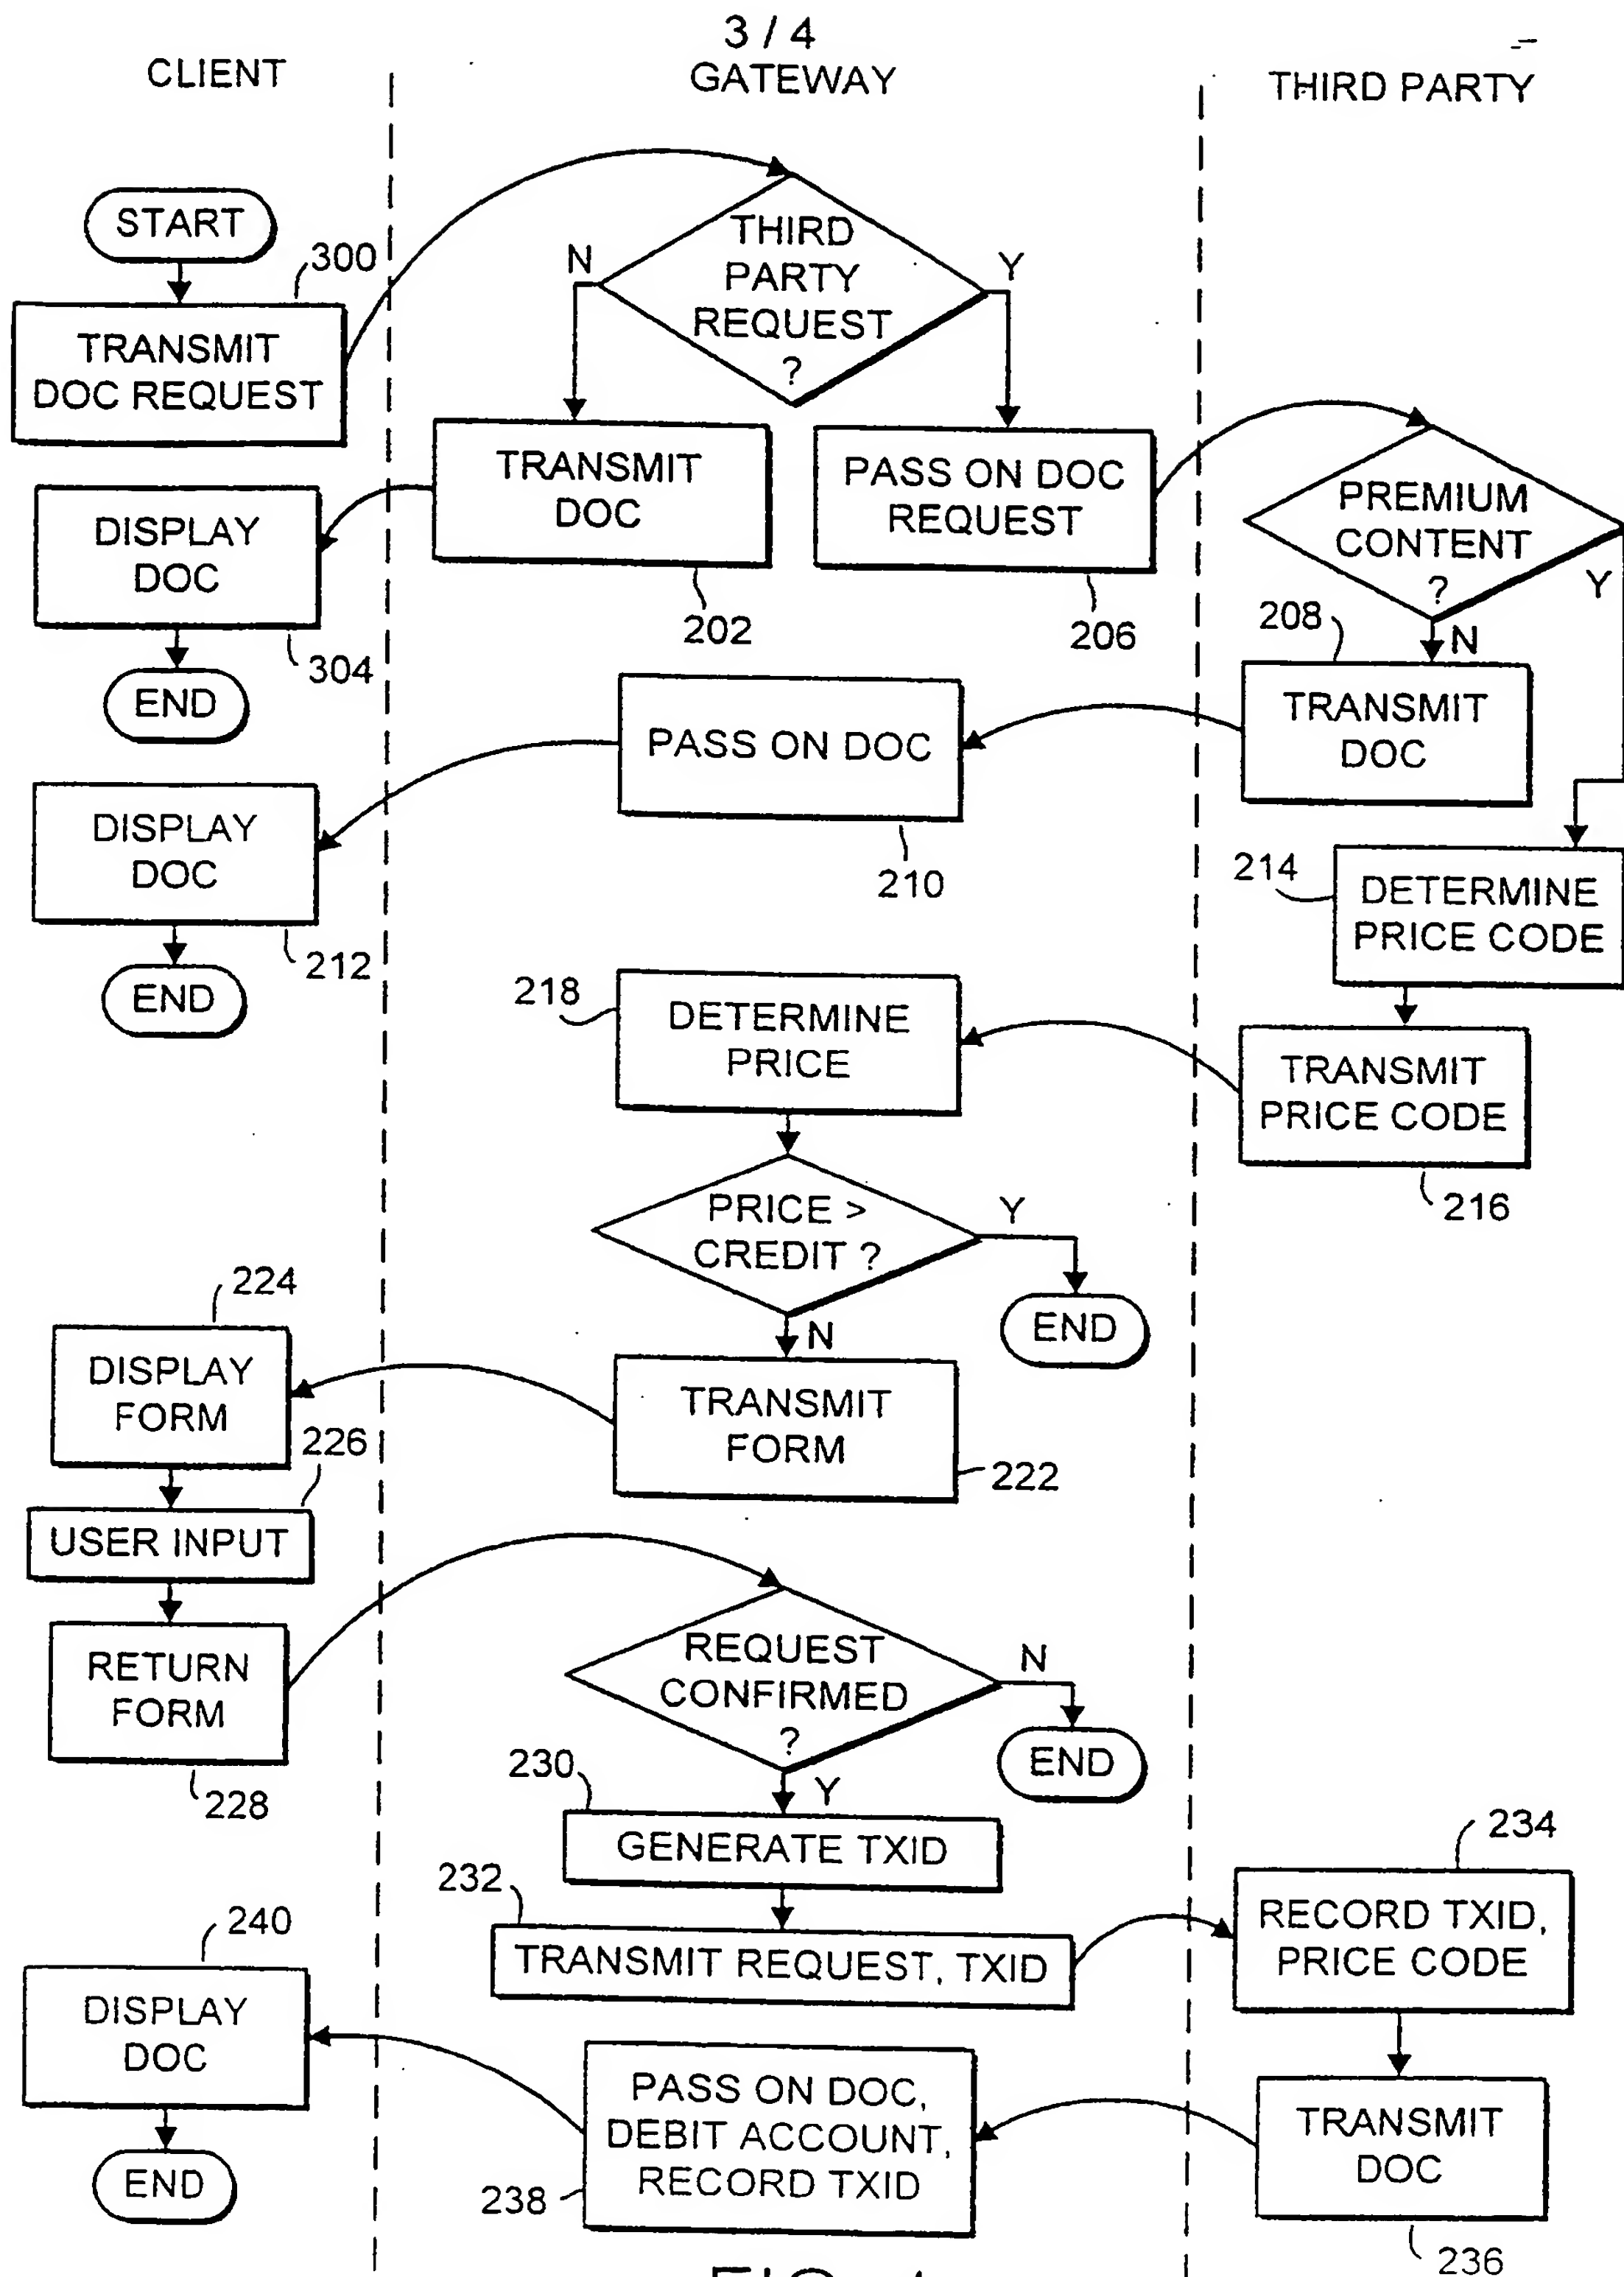 3 / 4
CLIENT
GATEWAY
THIRD PARTY
START
300
TRANSMIT
DOC REQUEST
THIRD
PARTY
REQUEST
?
N
Y
TRANSMIT
DOC
202
PASS ON DOC
REQUEST
206
PREMIUM
CONTENT
?
Y
N
DISPLAY
DOC
304
END
208
TRANSMIT
DOC
PASS ON DOC
210
DISPLAY
DOC
212
END
214
DETERMINE
PRICE CODE
218
DETERMINE
PRICE
TRANSMIT
PRICE CODE
216
PRICE >
CREDIT ?
Y
END
N
224
DISPLAY
FORM
TRANSMIT
FORM
222
226
USER INPUT
RETURN
FORM
228
REQUEST
CONFIRMED
?
N
END
Y
230
GENERATE TXID
232
TRANSMIT REQUEST, TXID
234
RECORD TXID,
PRICE CODE
240
DISPLAY
DOC
END
PASS ON DOC,
DEBIT ACCOUNT,
RECORD TXID
238
TRANSMIT
DOC
236